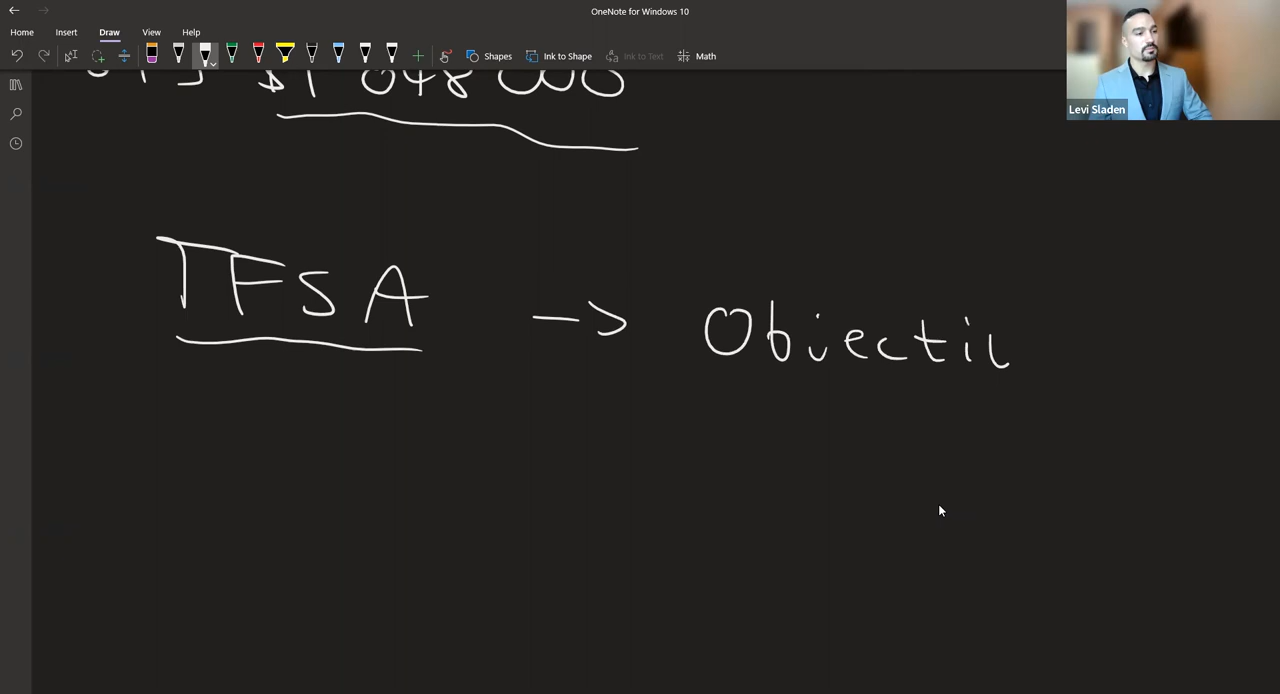 OneNote for Windows 10
Home Insert Draw View Help
Shapes Ink to Shape Ink to Text Math
Levi Sladen
$1 048 000
TFSA -> Objectiv